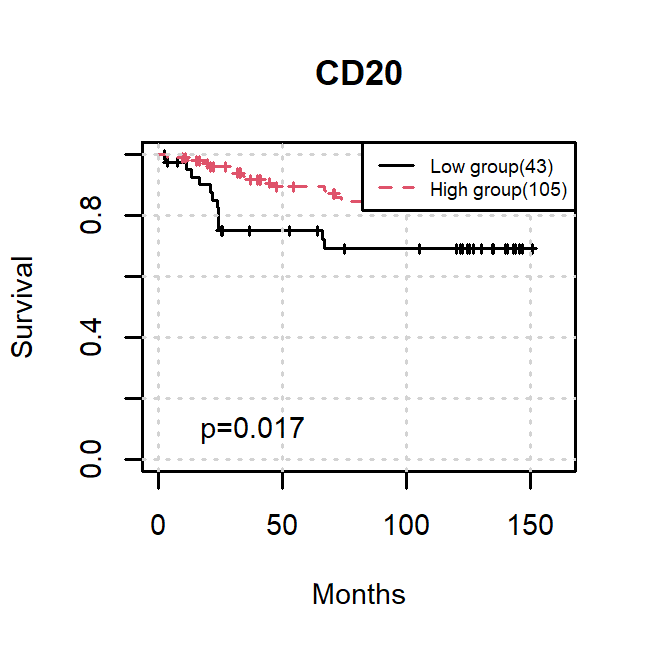 CD20
Low group(43)
High group(105)
Survival
0.8
0.4
0.0
p=0.017
0 50 100 150
Months